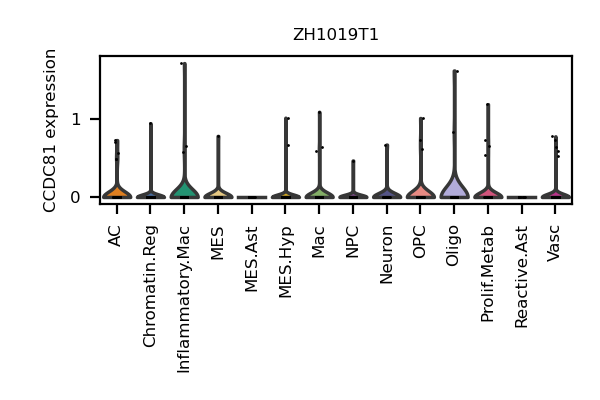 ZH1019T1
CCDC81 expression
1
0
AC
Chromatin.Reg
Inflammatory.Mac
MES
MES.Ast
MES.Hyp
Mac
NPC
Neuron
OPC
Oligo
Prolif.Metab
Reactive.Ast
Vasc